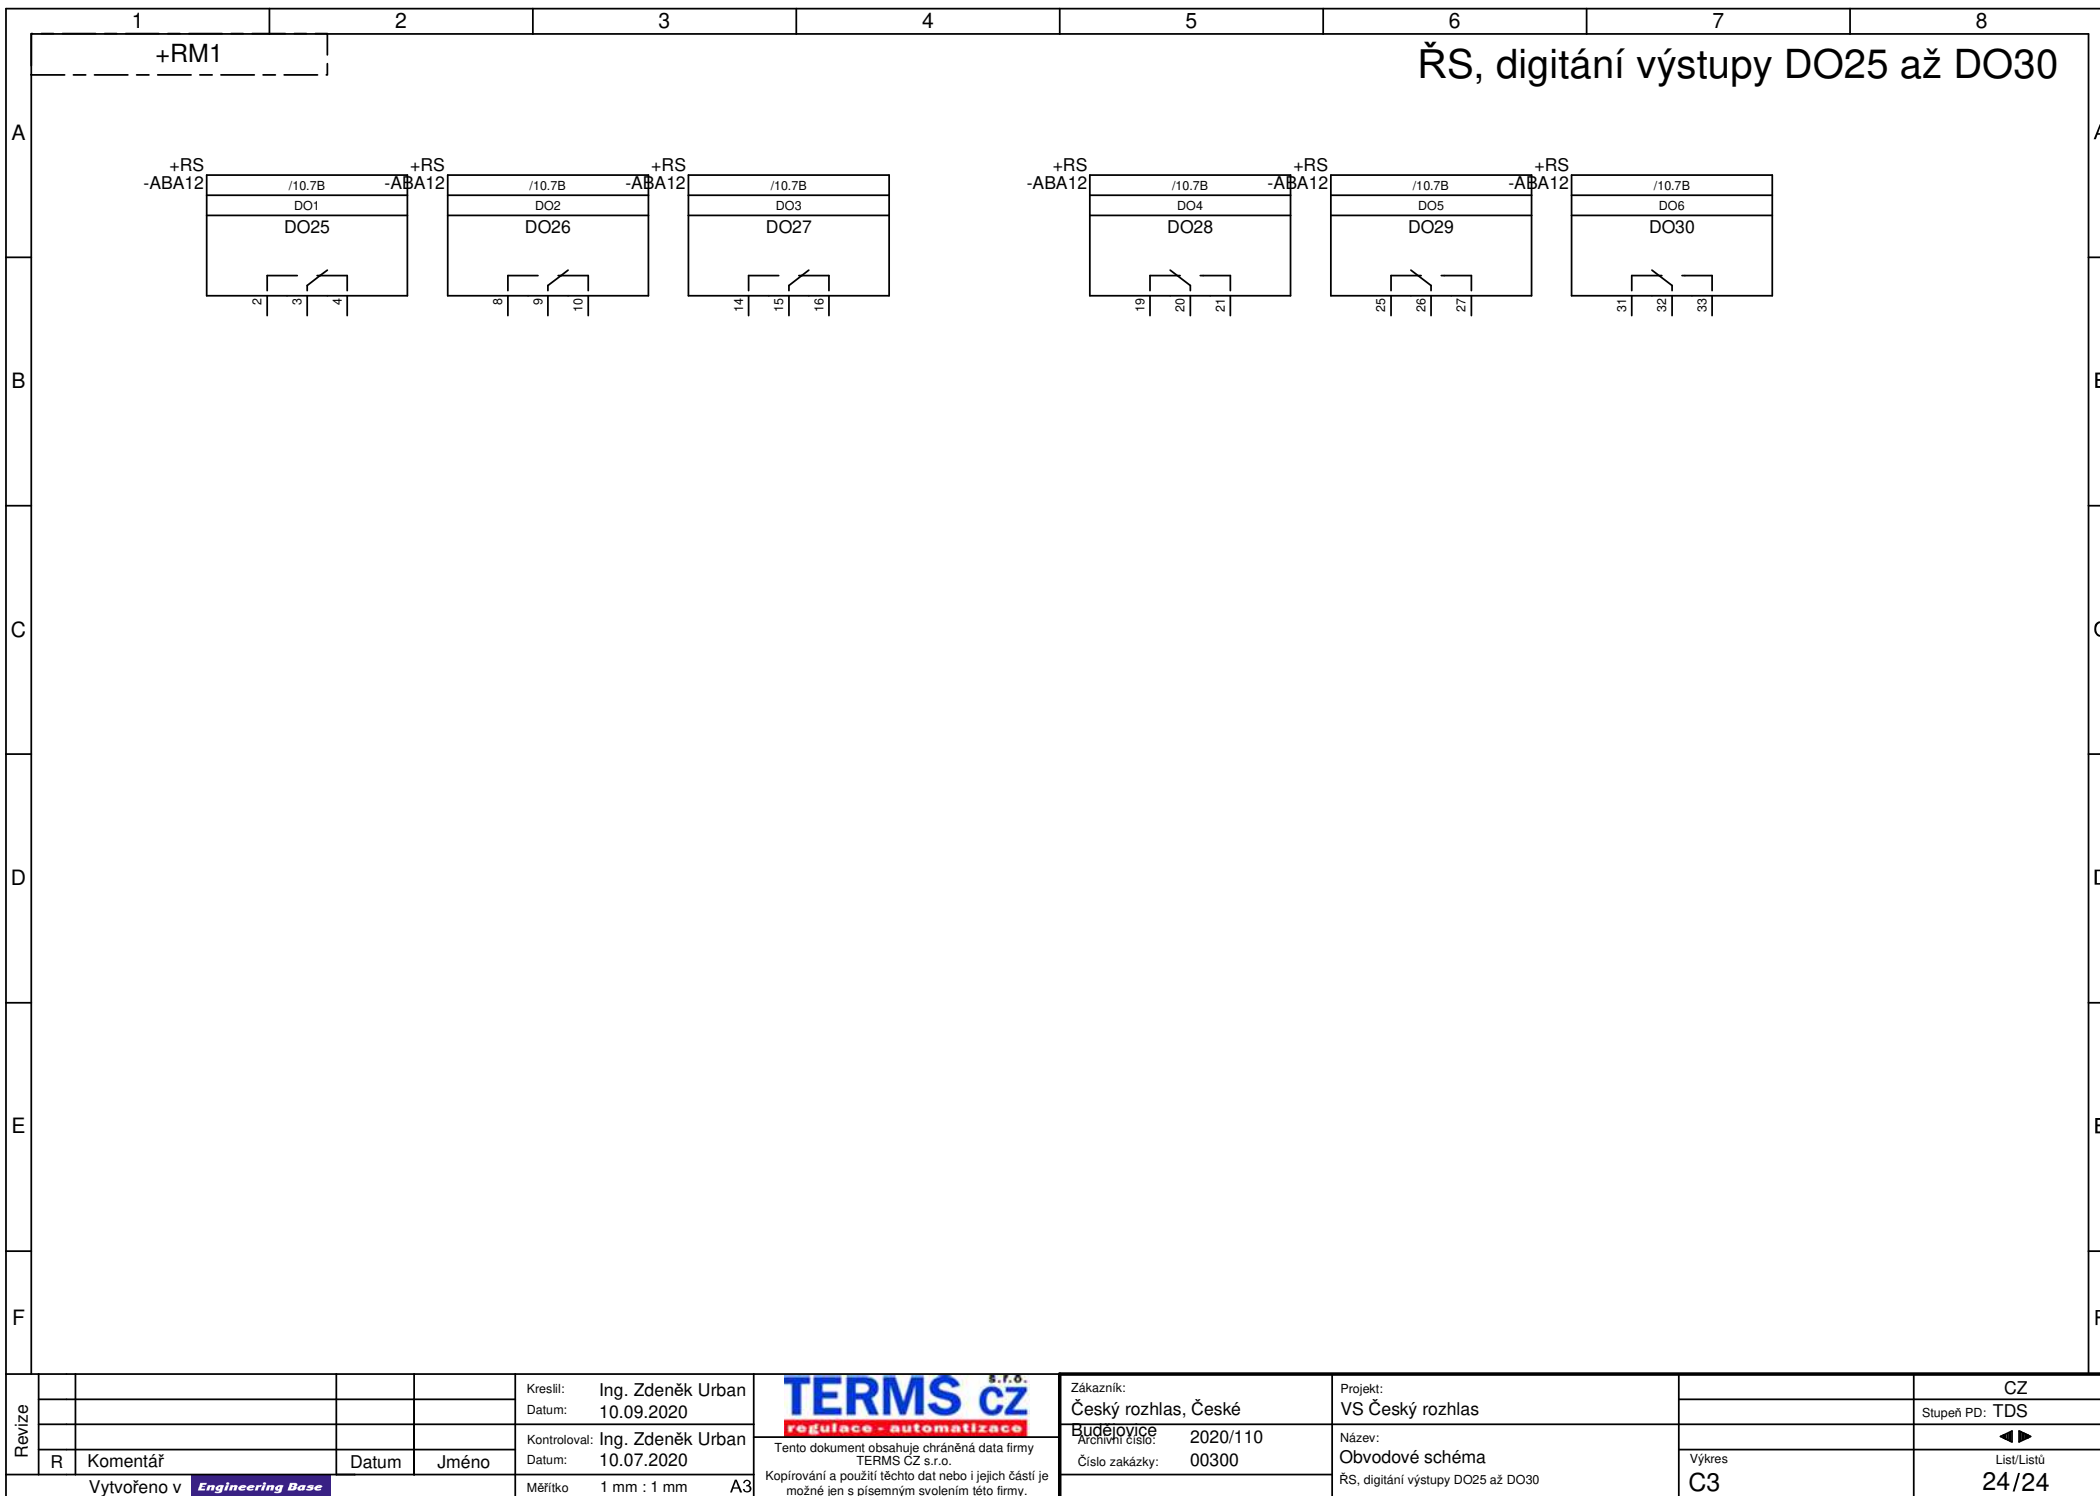 1 2 3 4 5 6 7 8
+RM1
ŘS, digitání výstupy DO25 až DO30
A
+RS +RS +RS +RS +RS +RS
-ABA12 /10.7B -ABA12 /10.7B -ABA12 /10.7B -ABA12 /10.7B -ABA12 /10.7B -ABA12 /10.7B
DO1 DO2 DO3 DO4 DO5 DO6
DO25 DO26 DO27 DO28 DO29 DO30
2 3 4 8 9 10 14 15 16 19 20 21 25 26 27 31 32 33
B
C
D
E
F
Revize
R Komentář Datum Jméno
Vytvořeno v Engineering Base
Kreslil: Ing. Zdeněk Urban
Datum: 10.09.2020
Kontroloval: Ing. Zdeněk Urban
Datum: 10.07.2020
Měřítko 1 mm : 1 mm A3
TERMS CZ s.r.o.
regulace - automatizace
Tento dokument obsahuje chráněná data firmy
TERMS CZ s.r.o.
Kopírování a použití těchto dat nebo i jejich částí je
možné jen s písemným svolením této firmy.
Zákazník:
Český rozhlas, České
Budějovice
Archivní číslo: 2020/110
Číslo zakázky: 00300
Projekt:
VS Český rozhlas
Název:
Obvodové schéma
ŘS, digitání výstupy DO25 až DO30
Výkres
C3
CZ
Stupeň PD: TDS
List/Listů
24/24